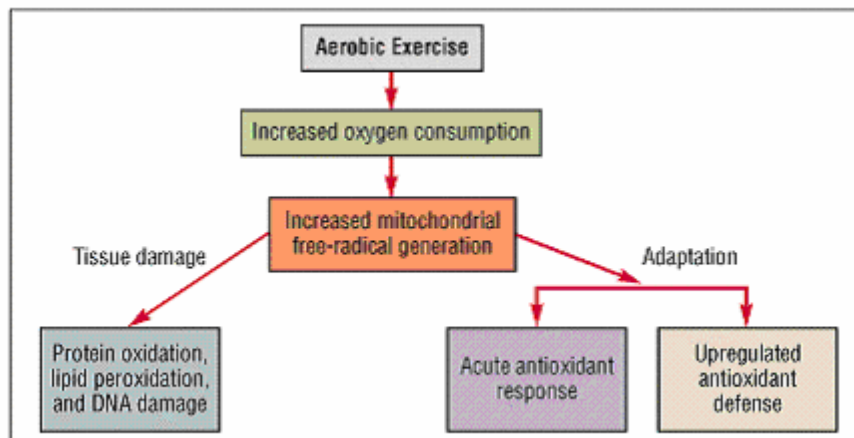 Aerobic Exercise
Increased oxygen consumption
Increased mitochondrial
free-radical generation
Tissue damage
Adaptation
Protein oxidation,
lipid peroxidation,
and DNA damage
Acute antioxidant
response
Upregulated
antioxidant
defense